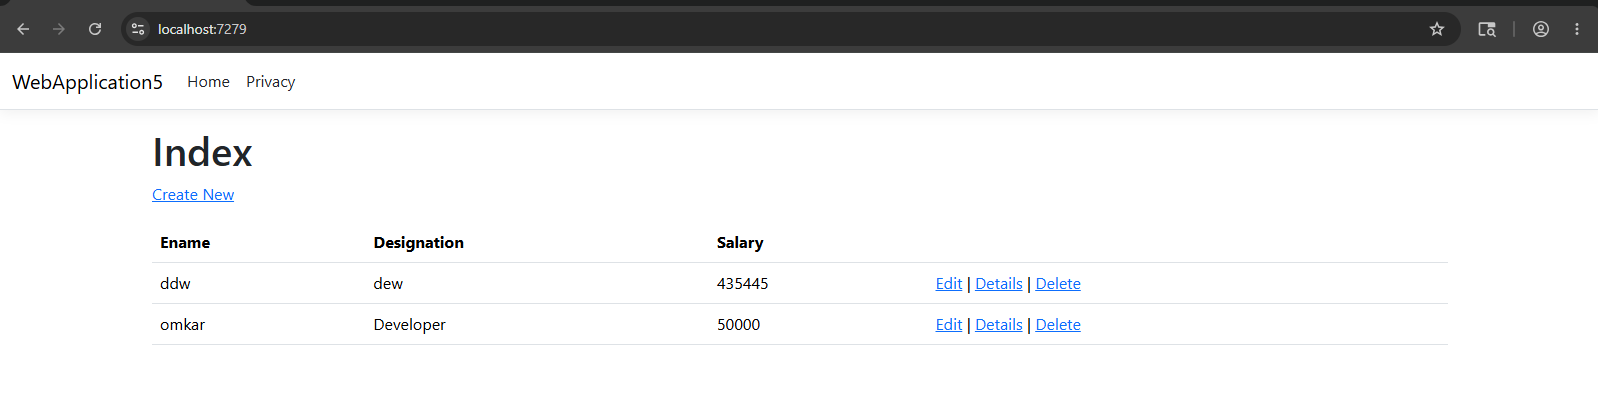 localhost:7279
WebApplication5 Home Privacy
Index
Create New
Ename Designation Salary
ddw dew 435445 Edit | Details | Delete
omkar Developer 50000 Edit | Details | Delete